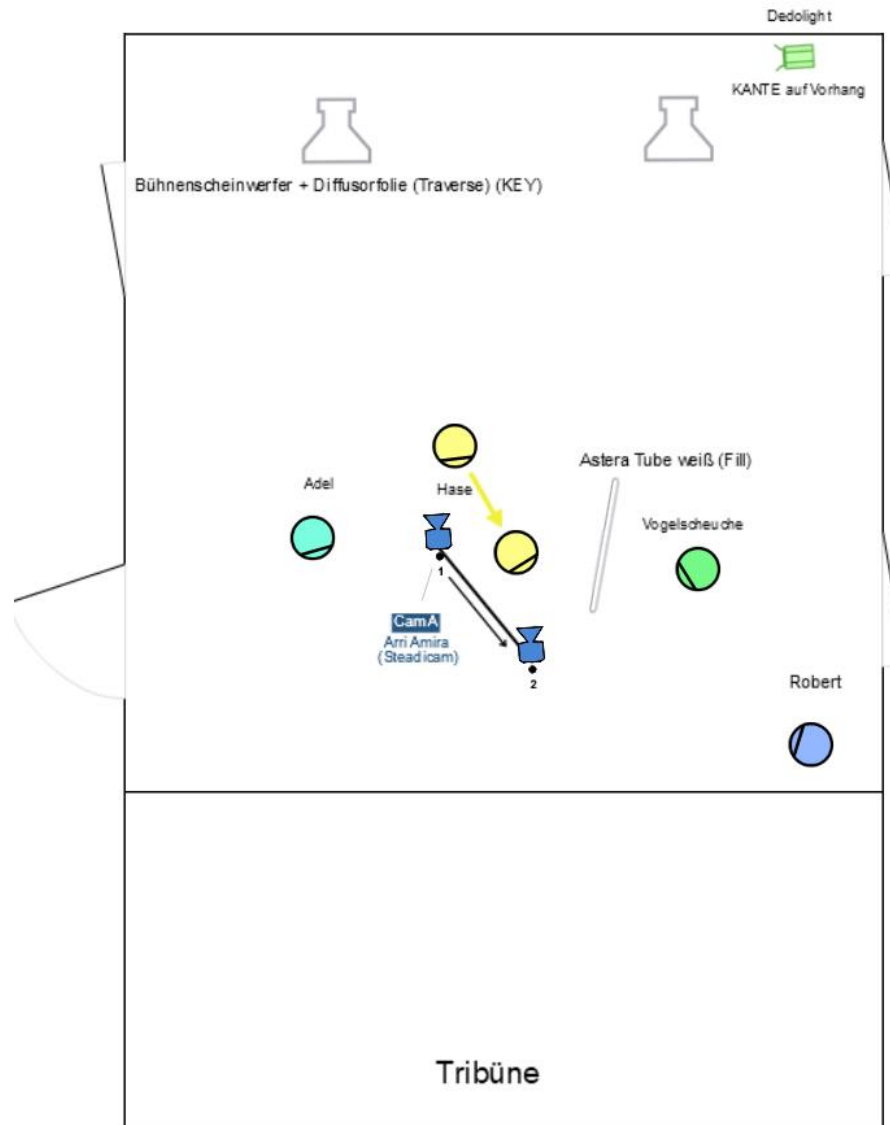 Dedolight
KANTE auf Vorhang
Bühnenscheinwerfer + Diffusorfolie (Traverse) (KEY)
Astera Tube weiß (Fill)
Adel
Hase
Vogelscheuche
1
CamA
Arri Amira
(Steadicam)
2
Robert
Tribüne